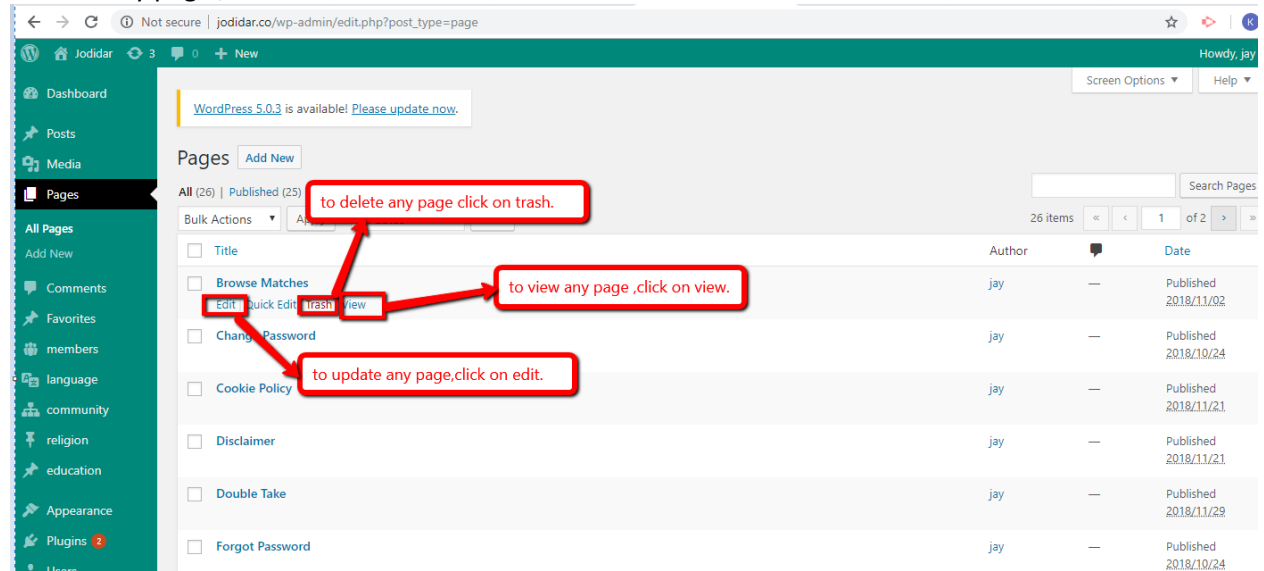 Not secure | jodidar.co/wp-admin/edit.php?post_type=page
K
Jodidar 3 0 + New Howdy, jay
Screen Options ▼ Help ▼
Dashboard
WordPress 5.0.3 is available! Please update now.
Posts
Media
Pages Add New
Pages
All (26) | Published (25)
Search Pages
to delete any page click on trash.
Bulk Actions ▼
26 items « ‹ 1 of 2 › »
All Pages
Add New
Title Author Date
Comments
Browse Matches jay — Published
2018/11/02
Edit Quick Edit Trash View
to view any page ,click on view.
Favorites
members
Change Password jay — Published
2018/10/24
to update any page,click on edit.
language
Cookie Policy jay — Published
2018/11/21
community
religion
Disclaimer jay — Published
2018/11/21
education
Double Take jay — Published
2018/11/29
Appearance
Plugins 2
Forgot Password jay — Published
2018/10/24
Users